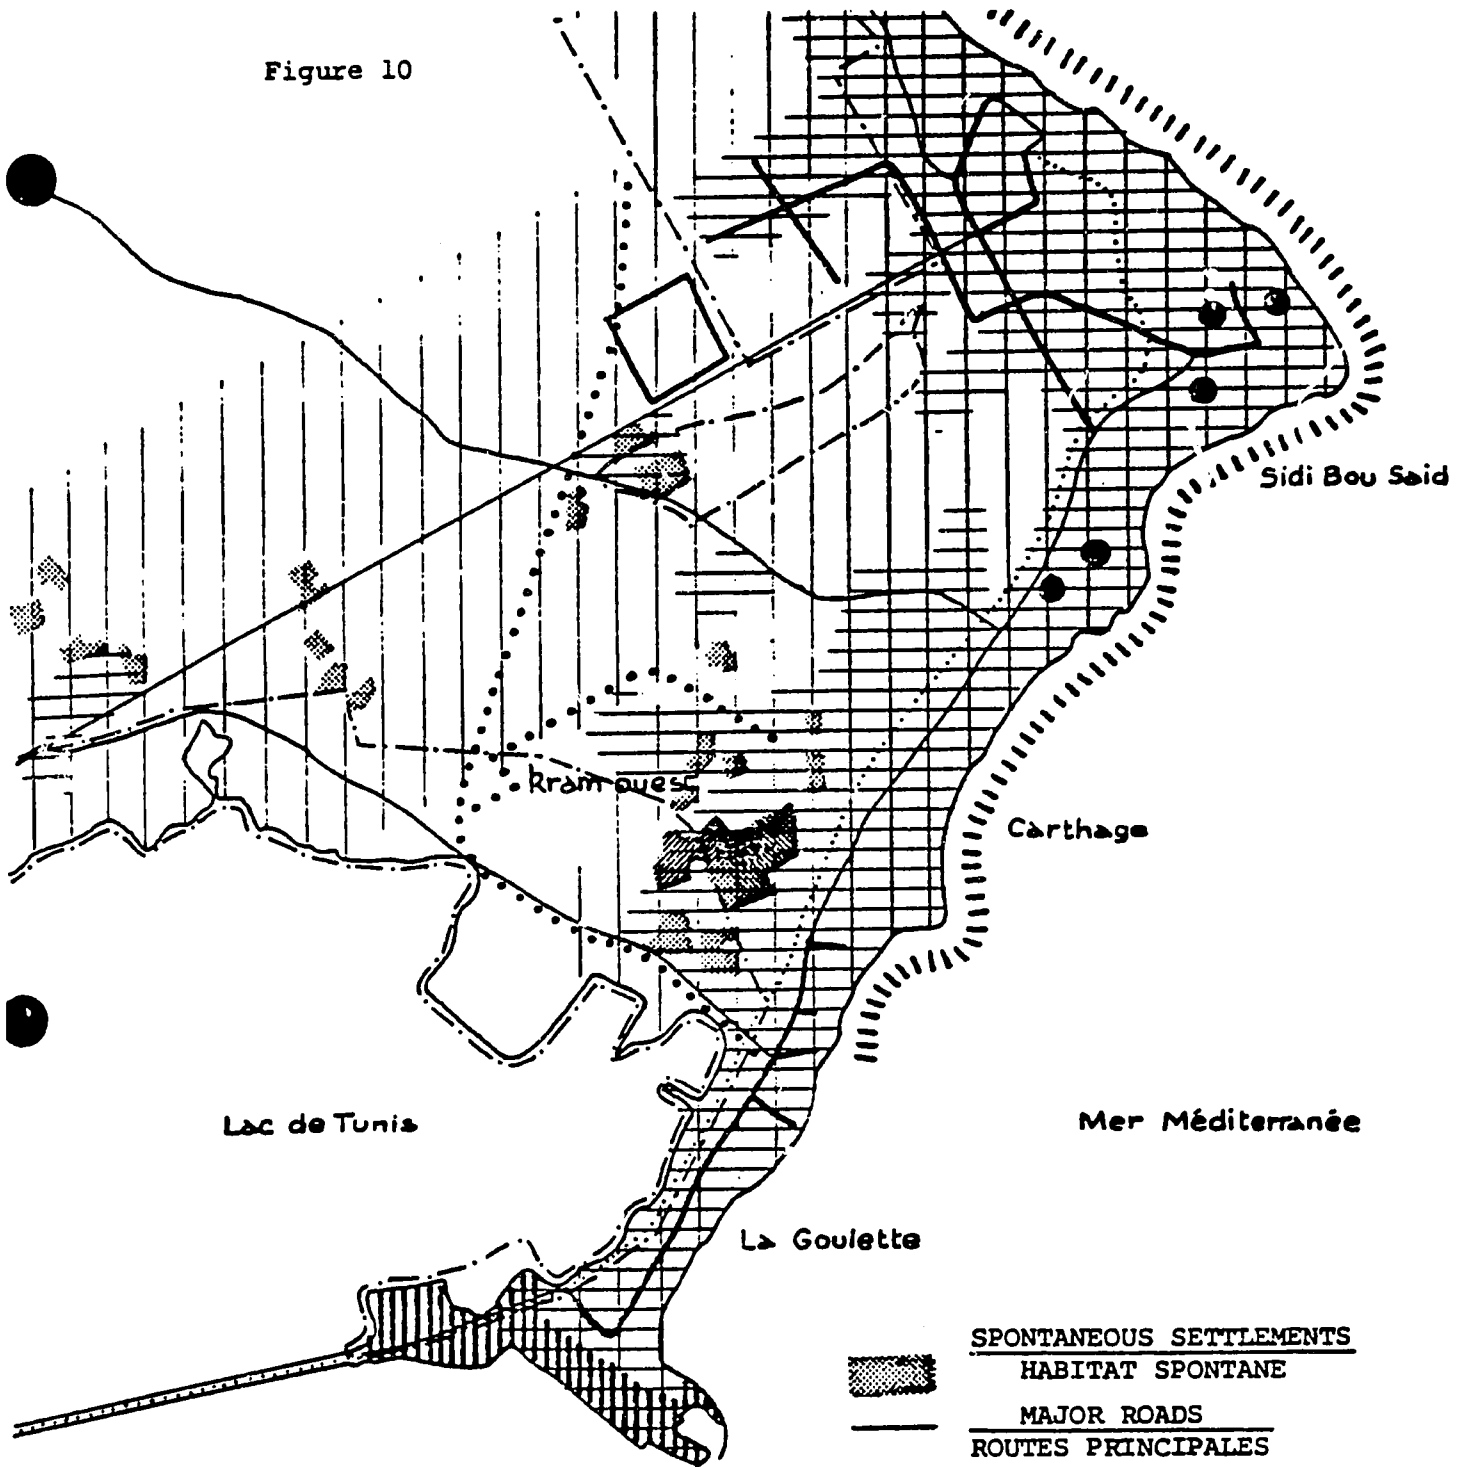 Figure 10
Sidi Bou Said
kram oues
Carthage
Lac de Tunis
Mer Méditerranée
La Goulette
SPONTANEOUS SETTLEMENTS
HABITAT SPONTANE
MAJOR ROADS
ROUTES PRINCIPALES